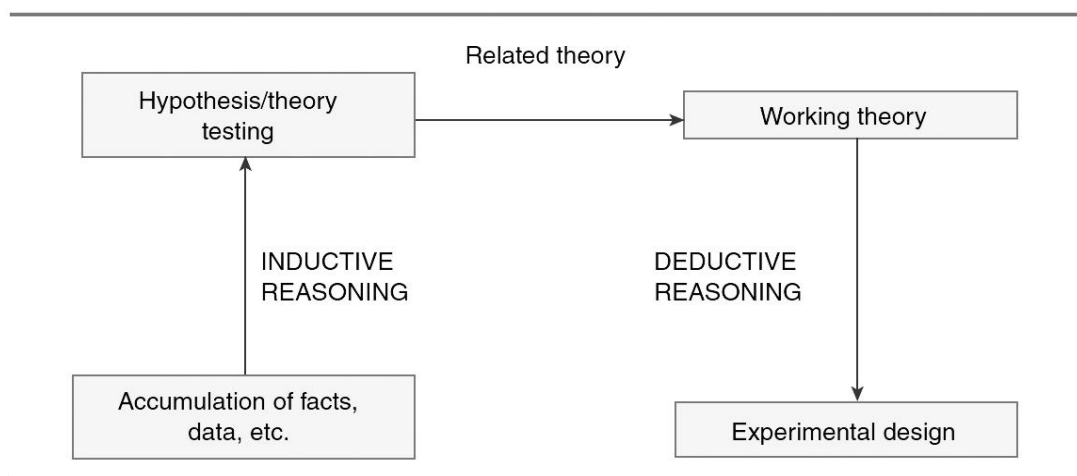 Related theory
Hypothesis/theory
testing
Working theory
INDUCTIVE
REASONING
DEDUCTIVE
REASONING
Accumulation of facts,
data, etc.
Experimental design